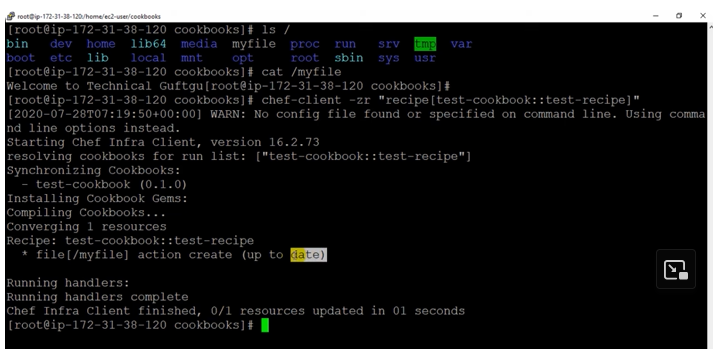 root@ip-172-31-38-120:/home/ec2-user/cookbooks
[root@ip-172-31-38-120 cookbooks]# ls /
bin dev home lib64 media myfile proc run srv tmp var
boot etc lib local mnt opt root sbin sys usr
[root@ip-172-31-38-120 cookbooks]# cat /myfile
Welcome to Technical Guftgu[root@ip-172-31-38-120 cookbooks]#
[root@ip-172-31-38-120 cookbooks]# chef-client -zr "recipe[test-cookbook::test-recipe]"
[2020-07-28T07:19:50+00:00] WARN: No config file found or specified on command line. Using comma
nd line options instead.
Starting Chef Infra Client, version 16.2.73
resolving cookbooks for run list: ["test-cookbook::test-recipe"]
Synchronizing Cookbooks:
- test-cookbook (0.1.0)
Installing Cookbook Gems:
Compiling Cookbooks...
Converging 1 resources
Recipe: test-cookbook::test-recipe
* file[/myfile] action create (up to date)
Running handlers:
Running handlers complete
Chef Infra Client finished, 0/1 resources updated in 01 seconds
[root@ip-172-31-38-120 cookbooks]#